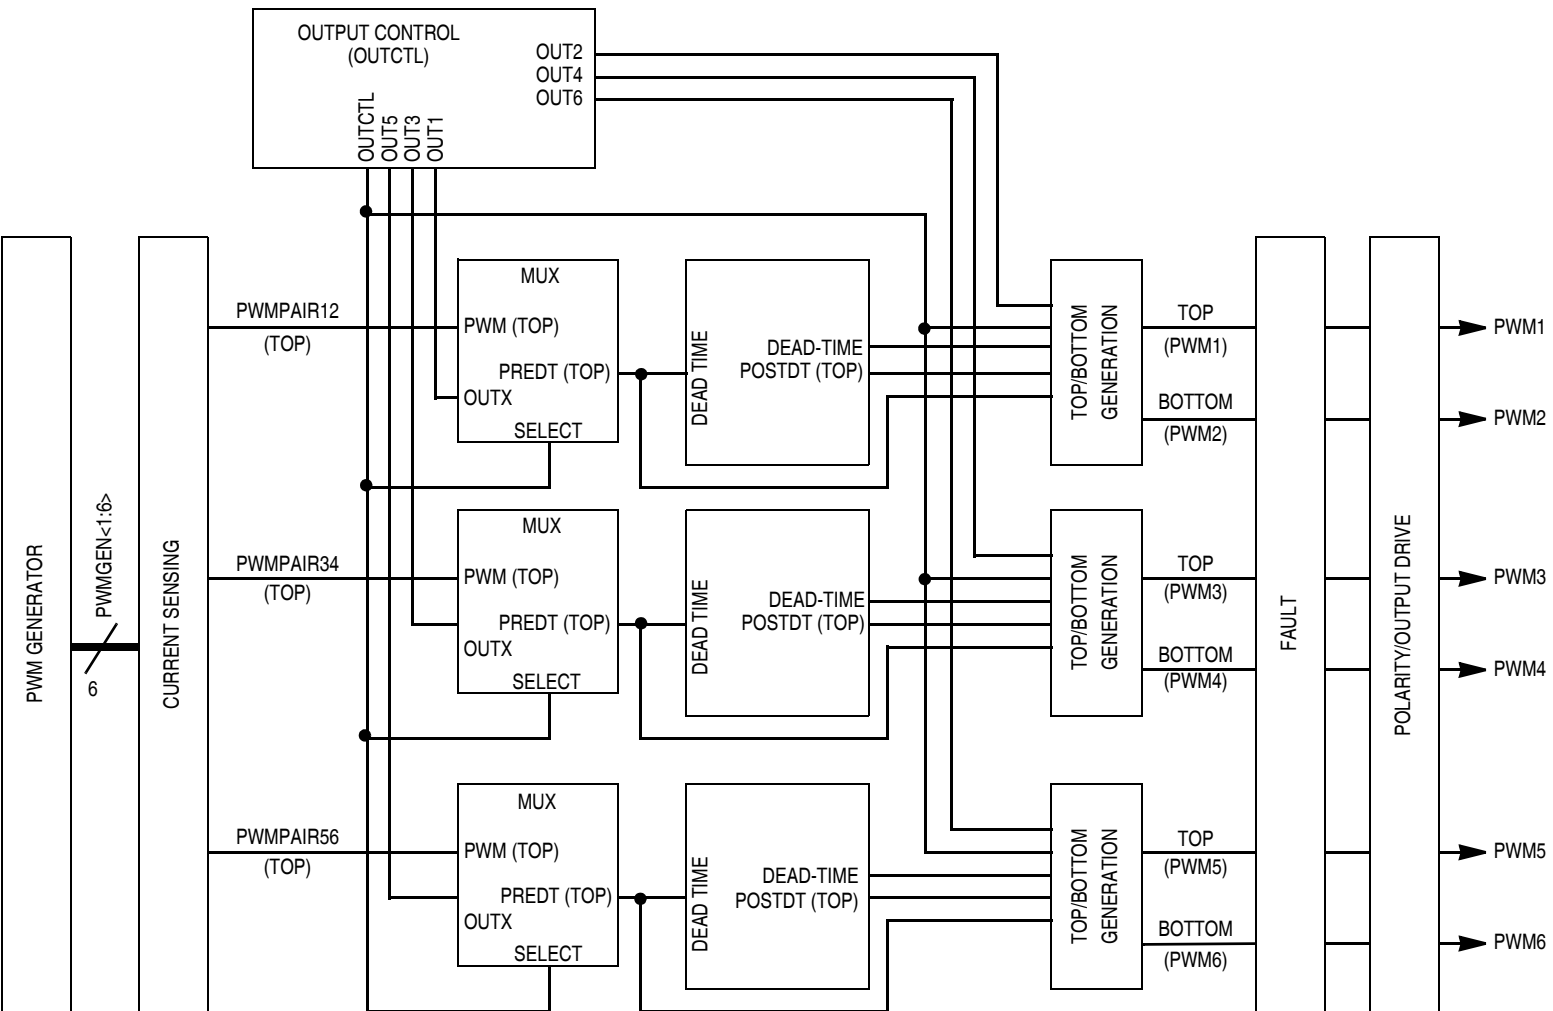 OUTPUT CONTROL
(OUTCTL)
OUT2
OUT4
OUT6
OUTCTL
OUT5
OUT3
OUT1
PWM GENERATOR
PWMGEN<1:6>
6
CURRENT SENSING
PWMPAIR12
(TOP)
MUX
PWM (TOP)
PREDT (TOP)
OUTX
SELECT
DEAD TIME
DEAD-TIME
POSTDT (TOP)
TOP/BOTTOM
GENERATION
TOP
(PWM1)
BOTTOM
(PWM2)
PWMPAIR34
(TOP)
MUX
PWM (TOP)
PREDT (TOP)
OUTX
SELECT
DEAD TIME
DEAD-TIME
POSTDT (TOP)
TOP/BOTTOM
GENERATION
TOP
(PWM3)
BOTTOM
(PWM4)
PWMPAIR56
(TOP)
MUX
PWM (TOP)
PREDT (TOP)
OUTX
SELECT
DEAD TIME
DEAD-TIME
POSTDT (TOP)
TOP/BOTTOM
GENERATION
TOP
(PWM5)
BOTTOM
(PWM6)
FAULT
POLARITY/OUTPUT DRIVE
PWM1
PWM2
PWM3
PWM4
PWM5
PWM6